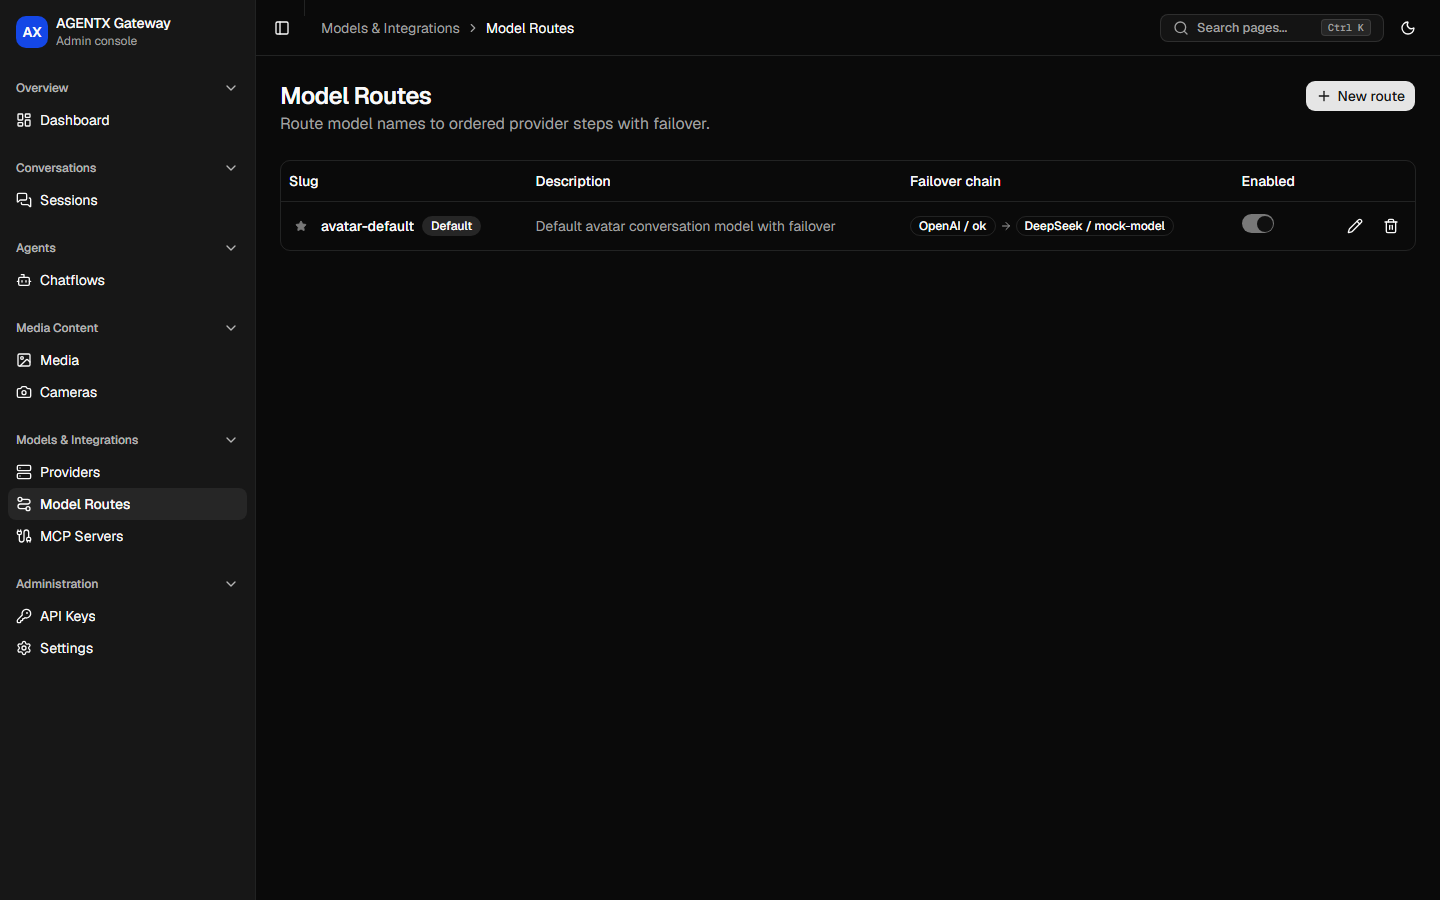 AX
AGENTX Gateway
Admin console
Overview
Dashboard
Conversations
Sessions
Agents
Chatflows
Media Content
Media
Cameras
Models & Integrations
Providers
Model Routes
MCP Servers
Administration
API Keys
Settings
Models & Integrations > Model Routes
Search pages... Ctrl K
Model Routes
Route model names to ordered provider steps with failover.
+ New route
Slug Description Failover chain Enabled
avatar-default Default Default avatar conversation model with failover OpenAI / ok → DeepSeek / mock-model